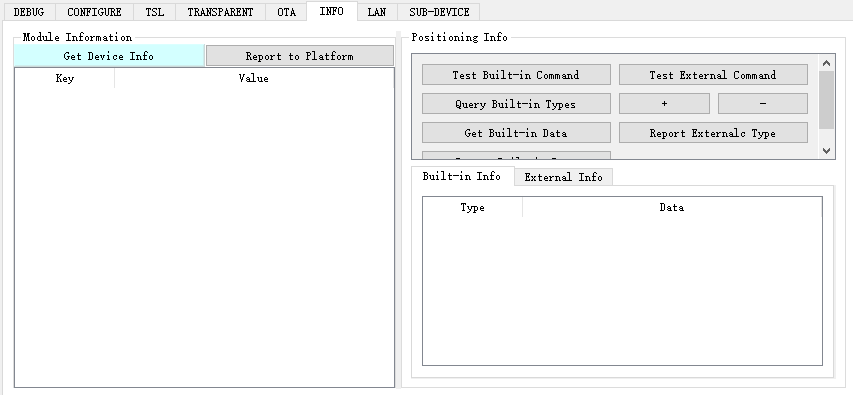 DEBUG CONFIGURE TSL TRANSPARENT OTA INFO LAN SUB-DEVICE
Module Information
Get Device Info Report to Platform
Key Value
Positioning Info
Test Built-in Command Test External Command
Query Built-in Types + -
Get Built-in Data Report Externalc Type
Built-in Info External Info
Type Data